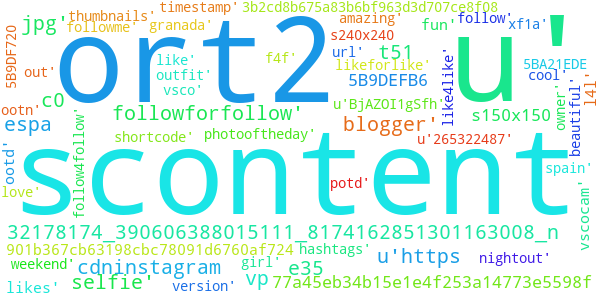 3b2cd8b675a83b6bf963d3d707ce8f08
timestamp'
thumbnails'
jpg'
followme'
granada'
amazing'
fun'
follow'
xf1a'
s240x240
ort2
u'
5B9DF720
out'
like'
f4f'
url'
t51
cool'
5BA21EDE
likeforlike'
outfit'
vsco'
5B9DEFB6
like4like'
l4l'
ootn'
c0
u'BjAZOI1gSfh'
owner'
beautiful'
followforfollow'
s150x150
espa
blogger'
follow4follow'
shortcode'
photooftheday'
u'265322487'
ootd'
scontent
spain'
potd'
love'
vscocam'
32178174_390606388015111_8174162851301163008_n
901b367cb63198cbc78091d6760af724
hashtags'
u'https
nightout'
weekend'
cdninstagram
girl'
e35
likes'
selfie'
version'
vp
77a45eb34b15e1e4f253a14773e5598f